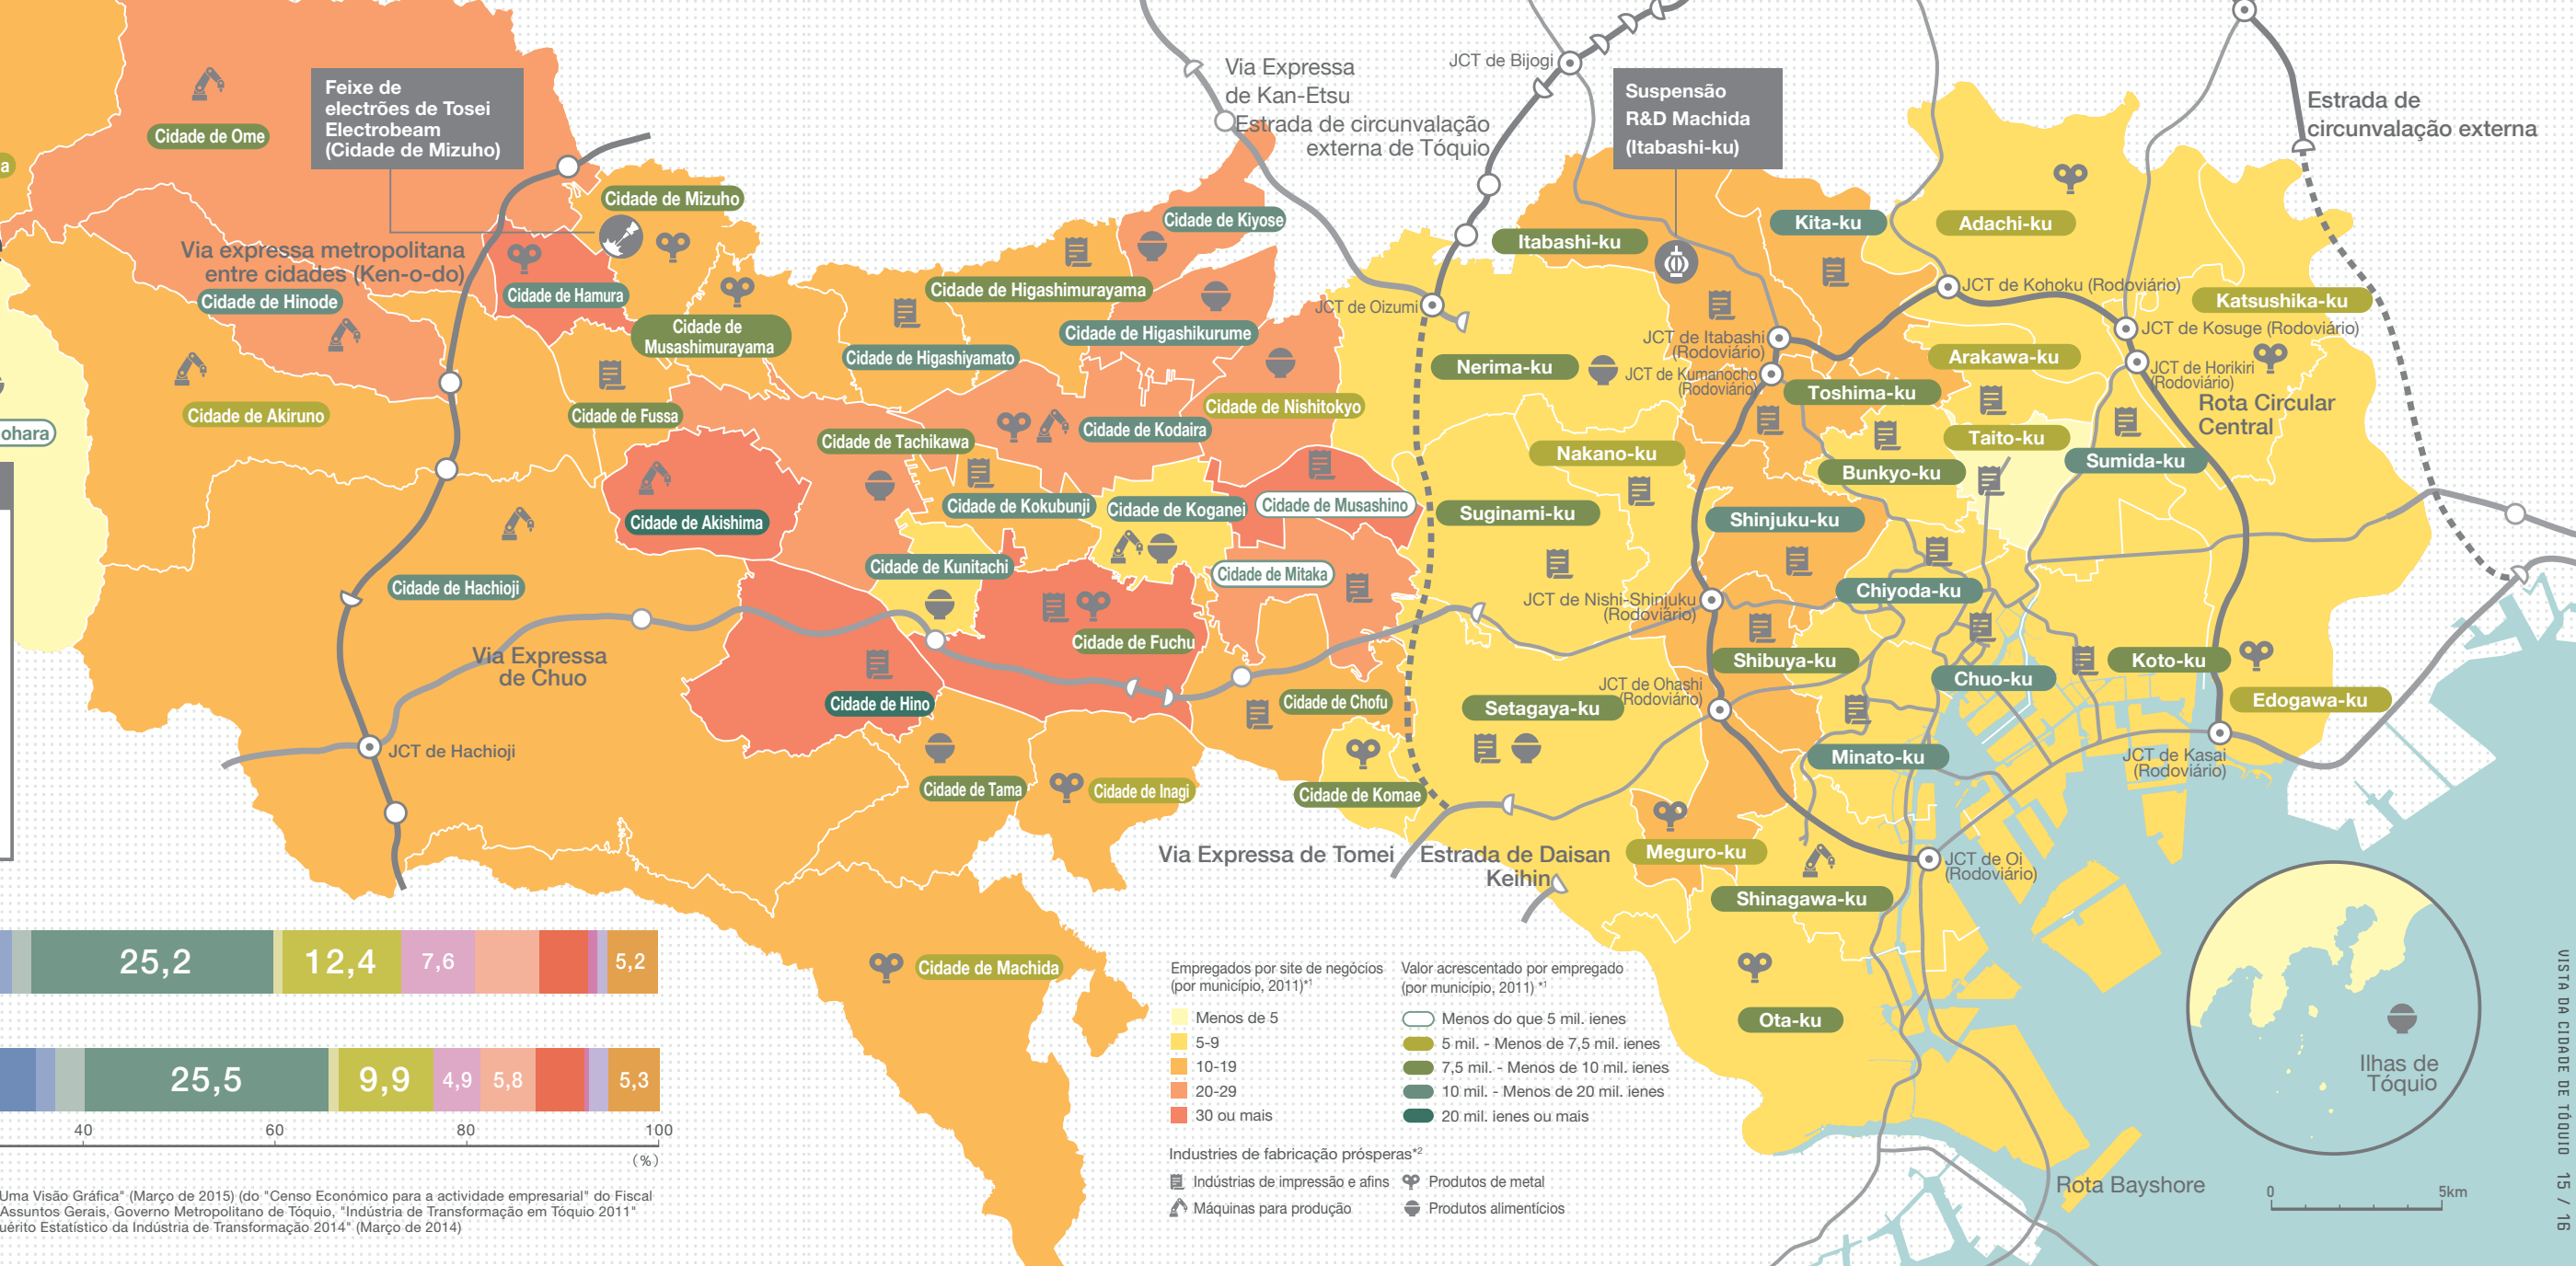 Cidade de Ome
Feixe de
electrões de Tosei
Electrobeam
(Cidade de Mizuho)
Cidade de Mizuho
Via expressa metropolitana
entre cidades (Ken-o-do)
Cidade de Hinode
Cidade de Hamura
Cidade de
Musashimurayama
Cidade de Akiruno
Cidade de Fussa
a
ohara
Cidade de Akishima
Cidade de Hachioji
Via Expressa
de Chuo
JCT de Hachioji
Via Expressa
de Kan-Etsu
Estrada de circunvalação
externa de Tóquio
JCT de Bijogi
Suspensão
R&D Machida
(Itabashi-ku)
Estrada de
circunvalação externa
Cidade de Kiyose
Cidade de Higashimurayama
Cidade de Higashikurume
Cidade de Higashiyamato
Cidade de Nishitokyo
Cidade de Kodaira
Cidade de Tachikawa
Cidade de Kokubunji
Cidade de Koganei
Cidade de Musashino
Cidade de Kunitachi
Cidade de Mitaka
Cidade de Fuchu
Cidade de Hino
Cidade de Chofu
Cidade de Tama
Cidade de Inagi
Cidade de Komae
Cidade de Machida
Itabashi-ku
Kita-ku
Adachi-ku
JCT de Oizumi
JCT de Kohoku (Rodoviário)
Katsushika-ku
JCT de Kosuge (Rodoviário)
JCT de Itabashi
(Rodoviário)
Arakawa-ku
Nerima-ku
JCT de Kumanocho
(Rodoviário)
JCT de Horikiri
(Rodoviário)
Toshima-ku
Rota Circular
Central
Nakano-ku
Taito-ku
Bunkyo-ku
Sumida-ku
Suginami-ku
Shinjuku-ku
Chiyoda-ku
JCT de Nishi-Shinjuku
(Rodoviário)
Shibuya-ku
Koto-ku
Chuo-ku
JCT de Ohashi
(Rodoviário)
Setagaya-ku
Edogawa-ku
Minato-ku
JCT de Kasai
(Rodoviário)
Via Expressa de Tomei
Estrada de Daisan
Keihin
Meguro-ku
JCT de Oi
(Rodoviário)
Shinagawa-ku
Ota-ku
Rota Bayshore
Ilhas de
Tóquio
0 5km
25,2 12,4 7,6 5,2
25,5 9,9 4,9 5,8 5,3
40 60 80 100
(%)
Uma Visão Gráfica" (Março de 2015) (do "Censo Económico para a actividade empresarial" do Fiscal
Assuntos Gerais, Governo Metropolitano de Tóquio, "Indústria de Transformação em Tóquio 2011"
uérito Estatístico da Indústria de Transformação 2014" (Março de 2014)
Empregados por site de negócios
(por município, 2011)*1
Menos de 5
5-9
10-19
20-29
30 ou mais
Valor acrescentado por empregado
(por município, 2011) *1
Menos do que 5 mil. ienes
5 mil. - Menos de 7,5 mil. ienes
7,5 mil. - Menos de 10 mil. ienes
10 mil. - Menos de 20 mil. ienes
20 mil. ienes ou mais
Industries de fabricação prósperas*2
Indústrias de impressão e afins
Produtos de metal
Máquinas para produção
Produtos alimentícios
VISTA DA CIDADE DE TÓQUIO 15 / 16